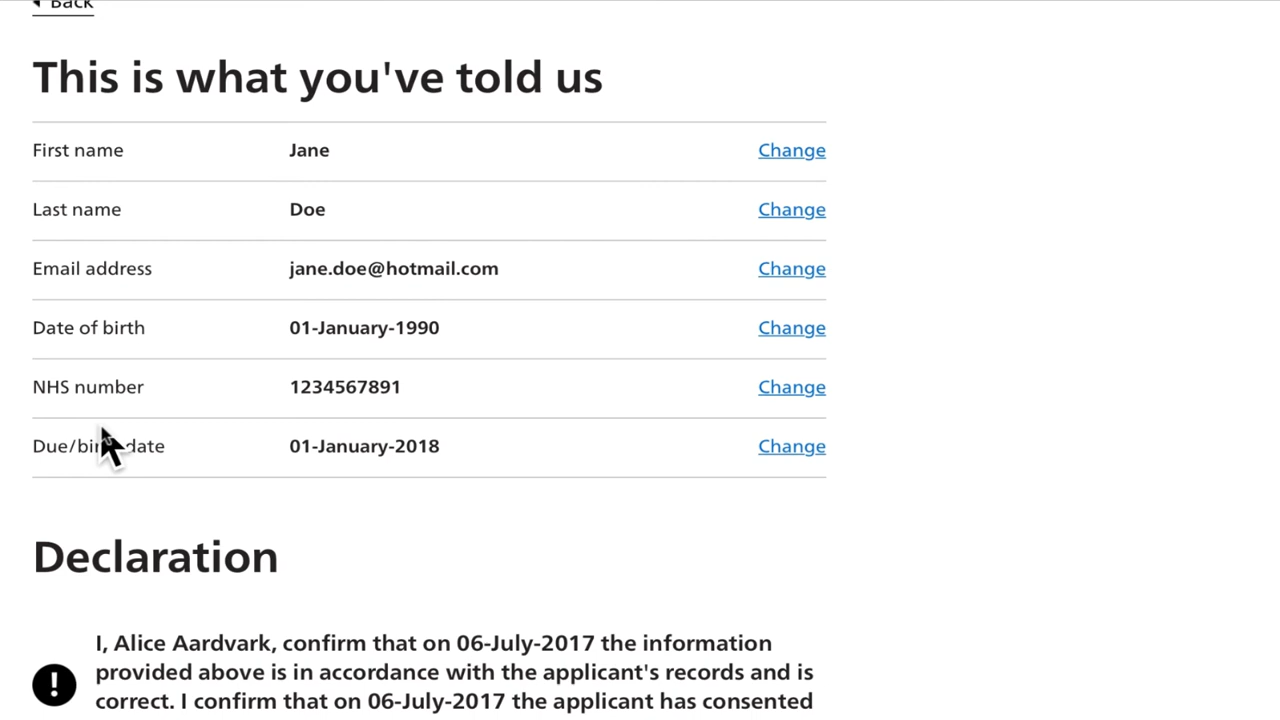 Back
This is what you've told us
First name Jane Change
Last name Doe Change
Email address jane.doe@hotmail.com Change
Date of birth 01-January-1990 Change
NHS number 1234567891 Change
Due/birth date 01-January-2018 Change
Declaration
I, Alice Aardvark, confirm that on 06-July-2017 the information
provided above is in accordance with the applicant's records and is
correct. I confirm that on 06-July-2017 the applicant has consented